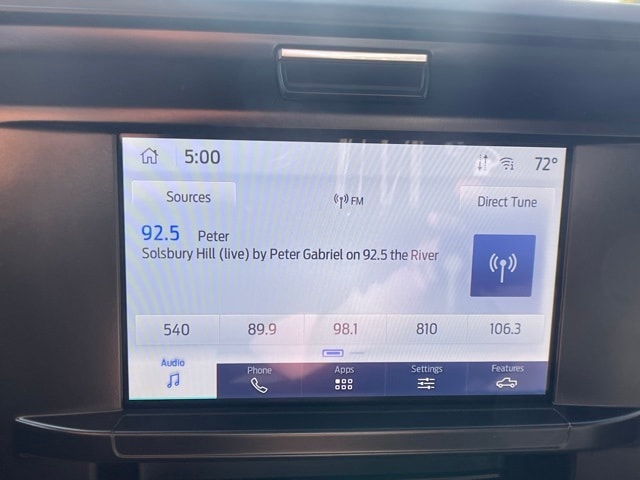 5:00 72°
Sources FM Direct Tune
92.5 Peter
Solsbury Hill (live) by Peter Gabriel on 92.5 the River
540 89.9 98.1 810 106.3
Audio Phone Apps Settings Features